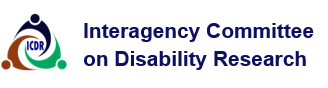 ICDR
Interagency Committee
on Disability Research